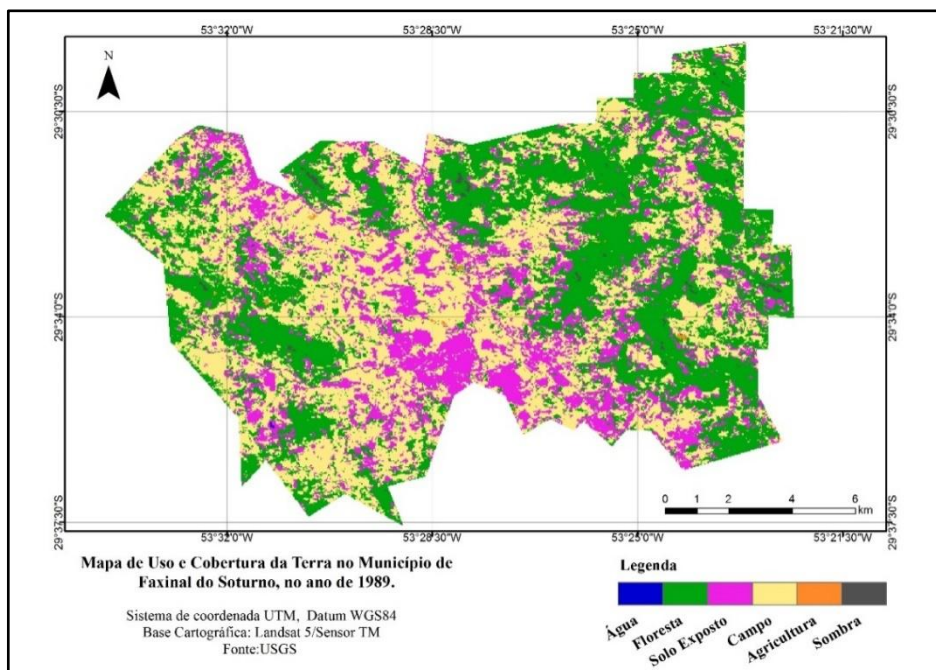 53°32'0"W 53°28'30"W 53°25'0"W 53°21'30"W
N
29°30'30"S 29°30'30"S
29°34'0"S 29°34'0"S
0 1 2 4 6
km
29°37'30"S 29°37'30"S
53°32'0"W 53°28'30"W 53°25'0"W 53°21'30"W
Mapa de Uso e Cobertura da Terra no Município de
Faxinal do Soturno, no ano de 1989.
Sistema de coordenada UTM, Datum WGS84
Base Cartográfica: Landsat 5/Sensor TM
Fonte:USGS
Legenda
Água Floresta Solo Exposto Campo Agricultura Sombra